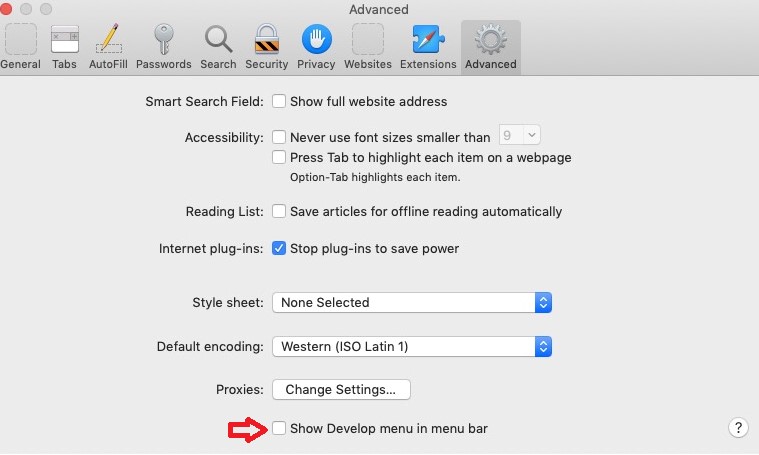 Advanced
General Tabs AutoFill Passwords Search Security Privacy Websites Extensions Advanced
Smart Search Field: Show full website address
Accessibility: Never use font sizes smaller than 9
Press Tab to highlight each item on a webpage
Option-Tab highlights each item.
Reading List: Save articles for offline reading automatically
Internet plug-ins: Stop plug-ins to save power
Style sheet: None Selected
Default encoding: Western (ISO Latin 1)
Proxies: Change Settings...
Show Develop menu in menu bar ?